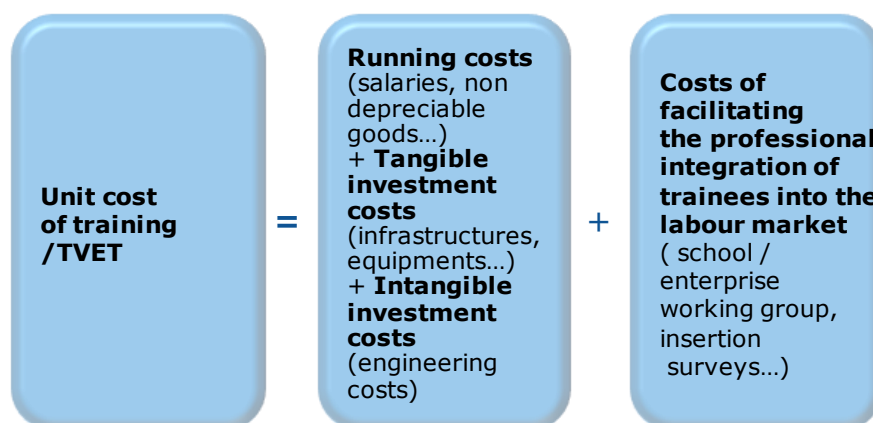 Unit cost
of training
/TVET
=
Running costs
(salaries, non
depreciable
goods…)
+ Tangible
investment
costs
(infrastructures,
equipments…)
+ Intangible
investment
costs
(engineering
costs)
+
Costs of
facilitating
the professional
integration of
trainees into the
labour market
( school /
enterprise
working group,
insertion
surveys…)